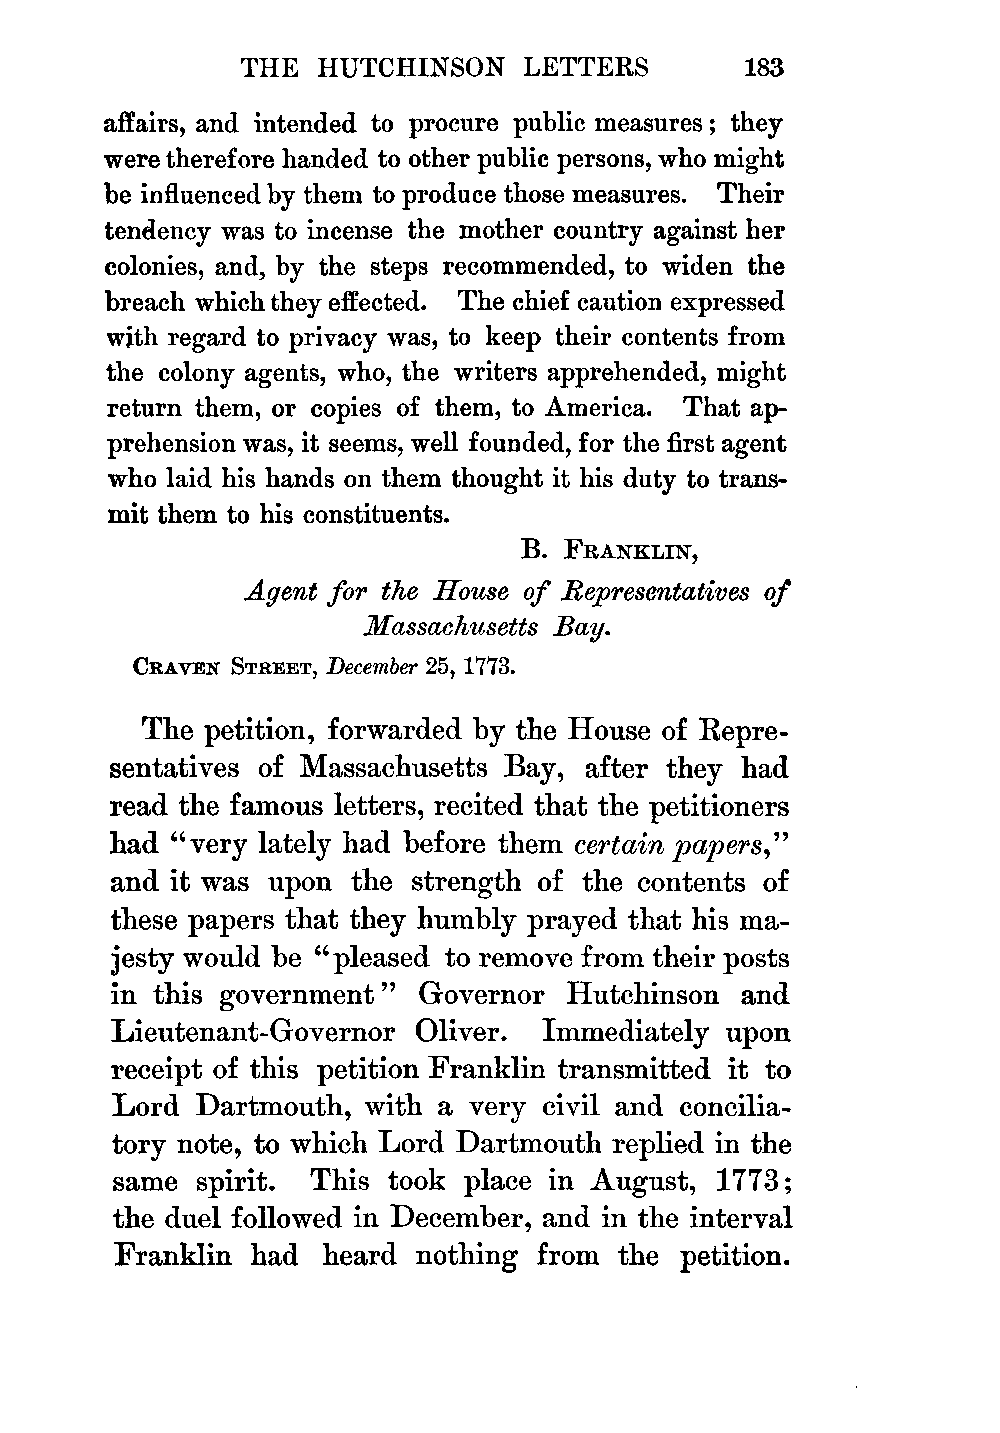 THE HUTCHINSON LETTERS 183
affairs, and intended to procure public measures; they
were therefore handed to other public persons, who might
be influenced by them to produce those measures. Their
tendency was to incense the mother country against her
colonies, and, by the steps recommended, to widen the
breach which they effected. The chief caution expressed
with regard to privacy was, to keep their contents from
the colony agents, who, the writers apprehended, might
return them, or copies of them, to America. That ap-
prehension was, it seems, well founded, for the first agent
who laid his hands on them thought it his duty to trans-
mit them to his constituents.
B. FRANKLIN,
Agent for the House of Representatives of
Massachusetts Bay.
CRAVEN STREET, December 25, 1773.
The petition, forwarded by the House of Repre-
sentatives of Massachusetts Bay, after they had
read the famous letters, recited that the petitioners
had “very lately had before them certain papers,”
and it was upon the strength of the contents of
these papers that they humbly prayed that his ma-
jesty would be “pleased to remove from their posts
in this government” Governor Hutchinson and
Lieutenant-Governor Oliver. Immediately upon
receipt of this petition Franklin transmitted it to
Lord Dartmouth, with a very civil and concilia-
tory note, to which Lord Dartmouth replied in the
same spirit. This took place in August, 1773;
the duel followed in December, and in the interval
Franklin had heard nothing from the petition.